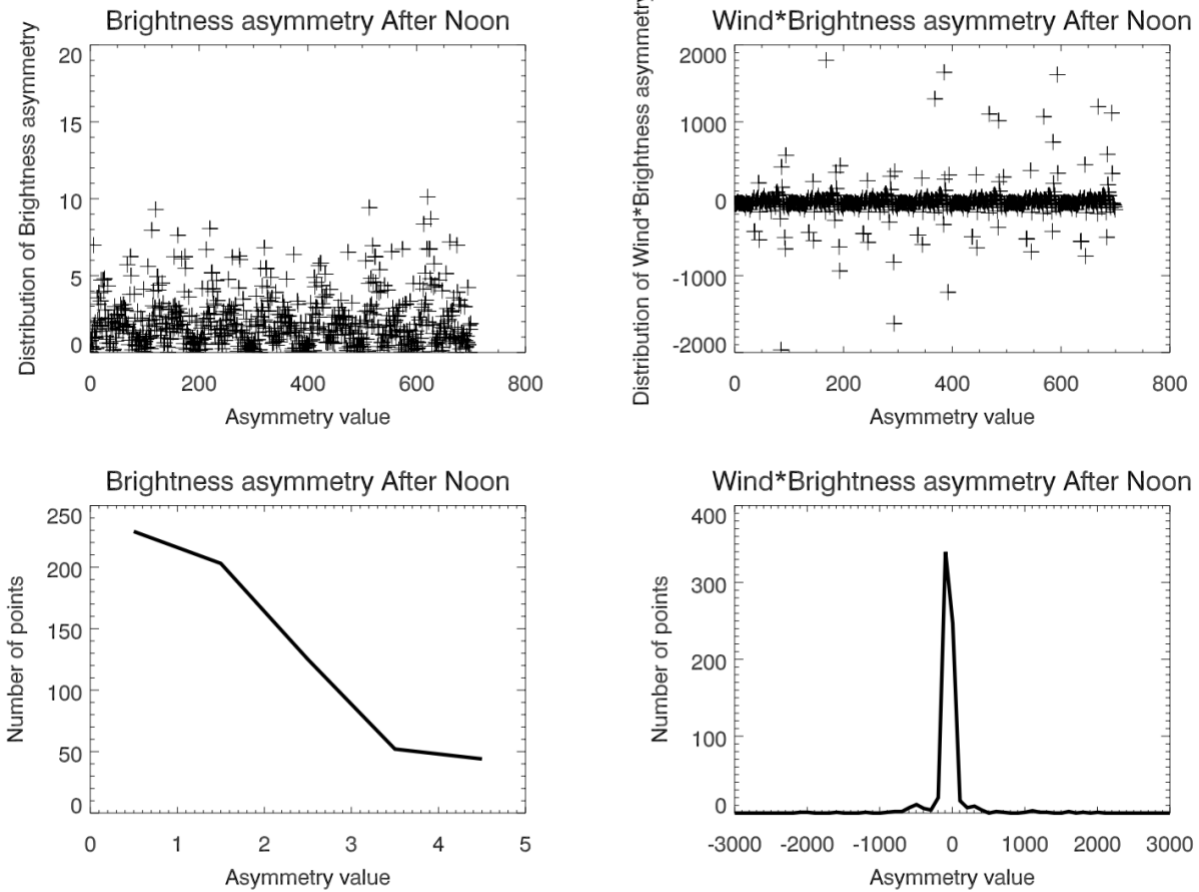 Brightness asymmetry After Noon
Distribution of Brightness asymmetry
20
15
10
5
0
0 200 400 600 800
Asymmetry value
Wind*Brightness asymmetry After Noon
Distribution of Wind*Brightness asymmetry
2000
1000
0
-1000
-2000
0 200 400 600 800
Asymmetry value
Brightness asymmetry After Noon
Number of points
250
200
150
100
50
0
0 1 2 3 4 5
Asymmetry value
Wind*Brightness asymmetry After Noon
Number of points
400
300
200
100
0
-3000 -2000 -1000 0 1000 2000 3000
Asymmetry value